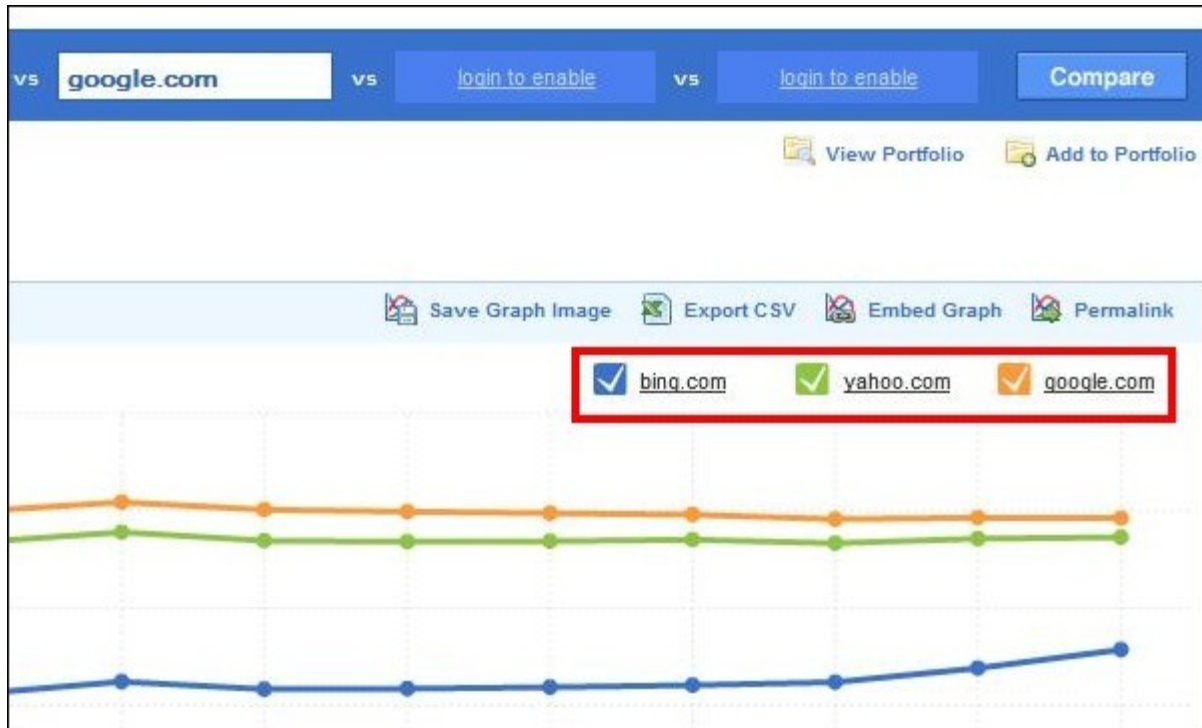 vs google.com vs login to enable vs login to enable Compare
View Portfolio Add to Portfolio
Save Graph Image Export CSV Embed Graph Permalink
bing.com yahoo.com google.com